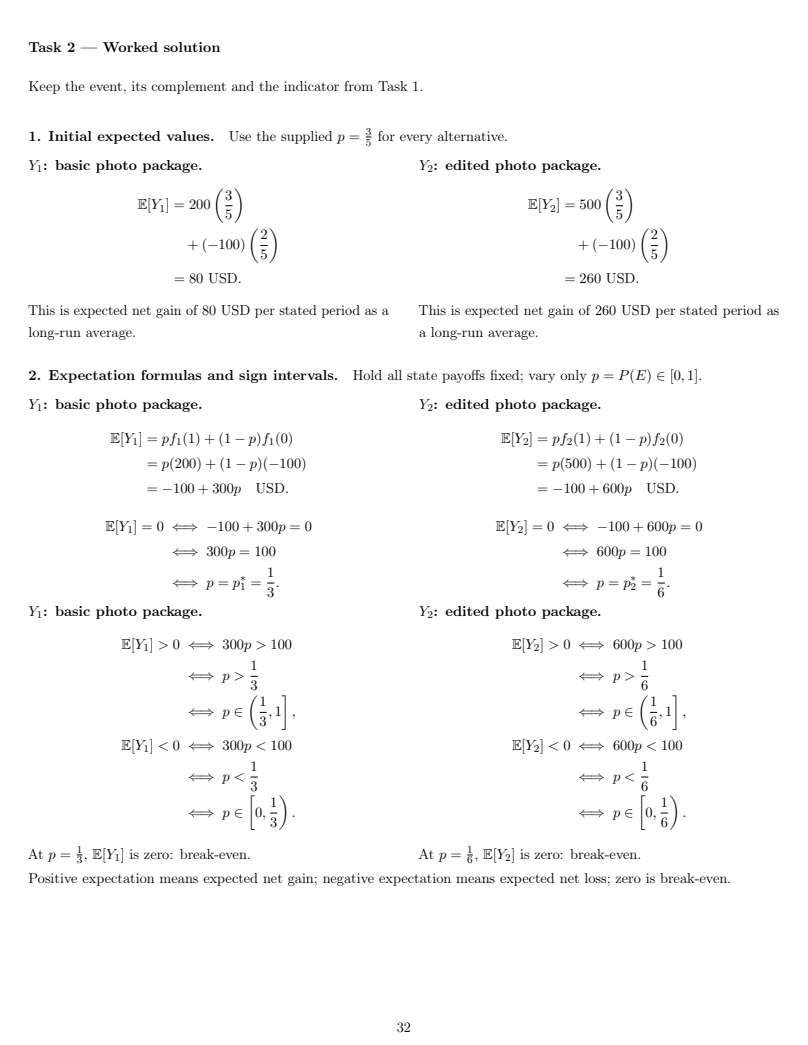 Task 2 — Worked solution
Keep the event, its complement and the indicator from Task 1.
1. Initial expected values. Use the supplied p = 3/5 for every alternative.
Y₁: basic photo package.
𝔼[Y₁] = 200 (3/5)
+ (−100) (2/5)
= 80 USD.
This is expected net gain of 80 USD per stated period as a
long-run average.
Y₂: edited photo package.
𝔼[Y₂] = 500 (3/5)
+ (−100) (2/5)
= 260 USD.
This is expected net gain of 260 USD per stated period as
a long-run average.
2. Expectation formulas and sign intervals. Hold all state payoffs fixed; vary only p = P(E) ∈ [0, 1].
Y₁: basic photo package.
𝔼[Y₁] = pf₁(1) + (1 − p)f₁(0)
= p(200) + (1 − p)(−100)
= −100 + 300p USD.
𝔼[Y₁] = 0 ⟺ −100 + 300p = 0
⟺ 300p = 100
⟺ p = p₁* = 1/3.
Y₂: edited photo package.
𝔼[Y₂] = pf₂(1) + (1 − p)f₂(0)
= p(500) + (1 − p)(−100)
= −100 + 600p USD.
𝔼[Y₂] = 0 ⟺ −100 + 600p = 0
⟺ 600p = 100
⟺ p = p₂* = 1/6.
Y₁: basic photo package.
𝔼[Y₁] > 0 ⟺ 300p > 100
⟺ p > 1/3
⟺ p ∈ (1/3, 1],
𝔼[Y₁] < 0 ⟺ 300p < 100
⟺ p < 1/3
⟺ p ∈ [0, 1/3).
At p = 1/3, 𝔼[Y₁] is zero: break-even.
Y₂: edited photo package.
𝔼[Y₂] > 0 ⟺ 600p > 100
⟺ p > 1/6
⟺ p ∈ (1/6, 1],
𝔼[Y₂] < 0 ⟺ 600p < 100
⟺ p < 1/6
⟺ p ∈ [0, 1/6).
At p = 1/6, 𝔼[Y₂] is zero: break-even.
Positive expectation means expected net gain; negative expectation means expected net loss; zero is break-even.
32